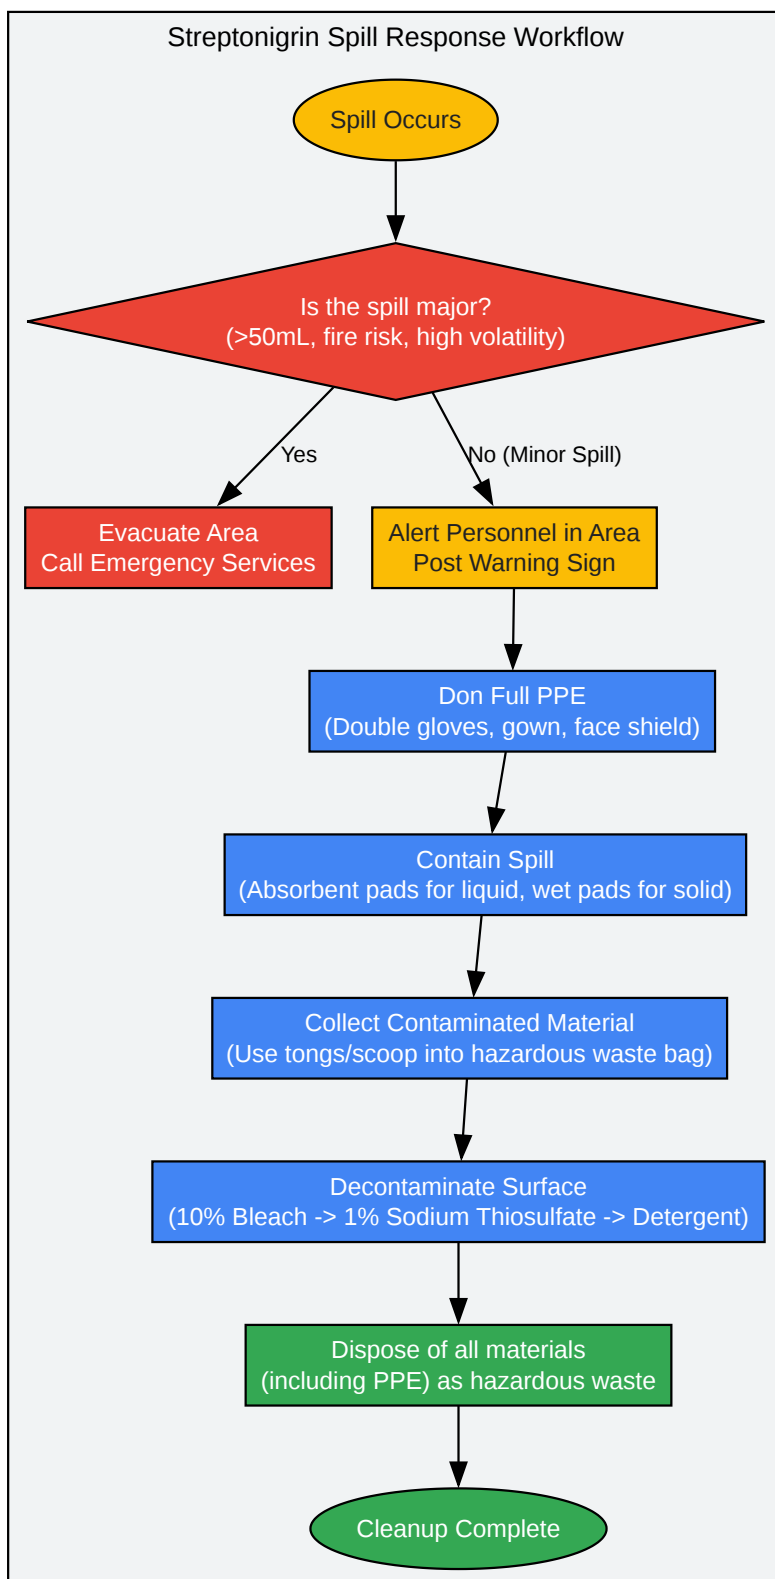 Streptonigrin Spill Response Workflow
Spill Occurs
Is the spill major?
(>50mL, fire risk, high volatility)
Yes
No (Minor Spill)
Evacuate Area
Call Emergency Services
Alert Personnel in Area
Post Warning Sign
Don Full PPE
(Double gloves, gown, face shield)
Contain Spill
(Absorbent pads for liquid, wet pads for solid)
Collect Contaminated Material
(Use tongs/scoop into hazardous waste bag)
Decontaminate Surface
(10% Bleach -> 1% Sodium Thiosulfate -> Detergent)
Dispose of all materials
(including PPE) as hazardous waste
Cleanup Complete